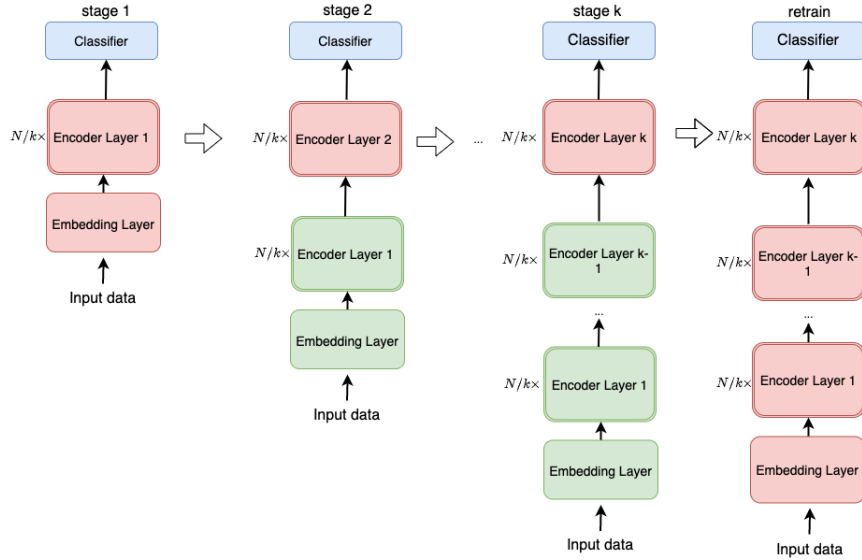 stage 1
Classifier
N/k×
Encoder Layer 1
Embedding Layer
Input data
stage 2
Classifier
N/k×
Encoder Layer 2
N/k×
Encoder Layer 1
Embedding Layer
Input data
...
stage k
Classifier
N/k×
Encoder Layer k
Encoder Layer k-
1
...
N/k×
Encoder Layer 1
Embedding Layer
Input data
retrain
Classifier
N/k×
Encoder Layer k
N/k×
Encoder Layer k-
1
...
N/k×
Encoder Layer 1
Embedding Layer
Input data